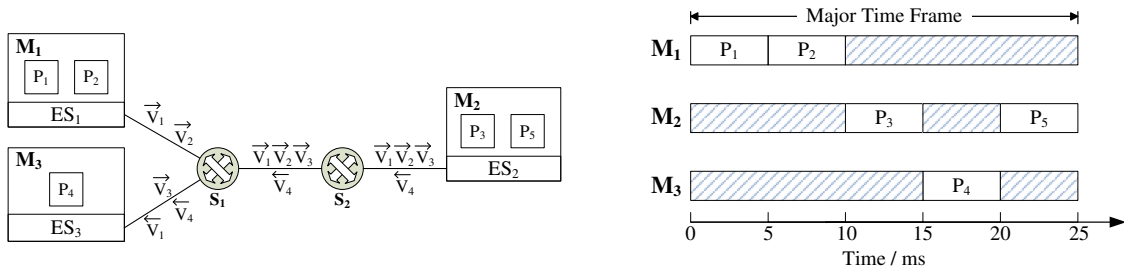 M1
P1 P2
ES1
V1
V2
M3
P4
ES3
V3
V4
V1
S1
V1 V2 V3
V4
S2
V1 V2 V3
V4
M2
P3 P5
ES2
Major Time Frame
M1 P1 P2
M2 P3 P5
M3 P4
0 5 10 15 20 25
Time / ms